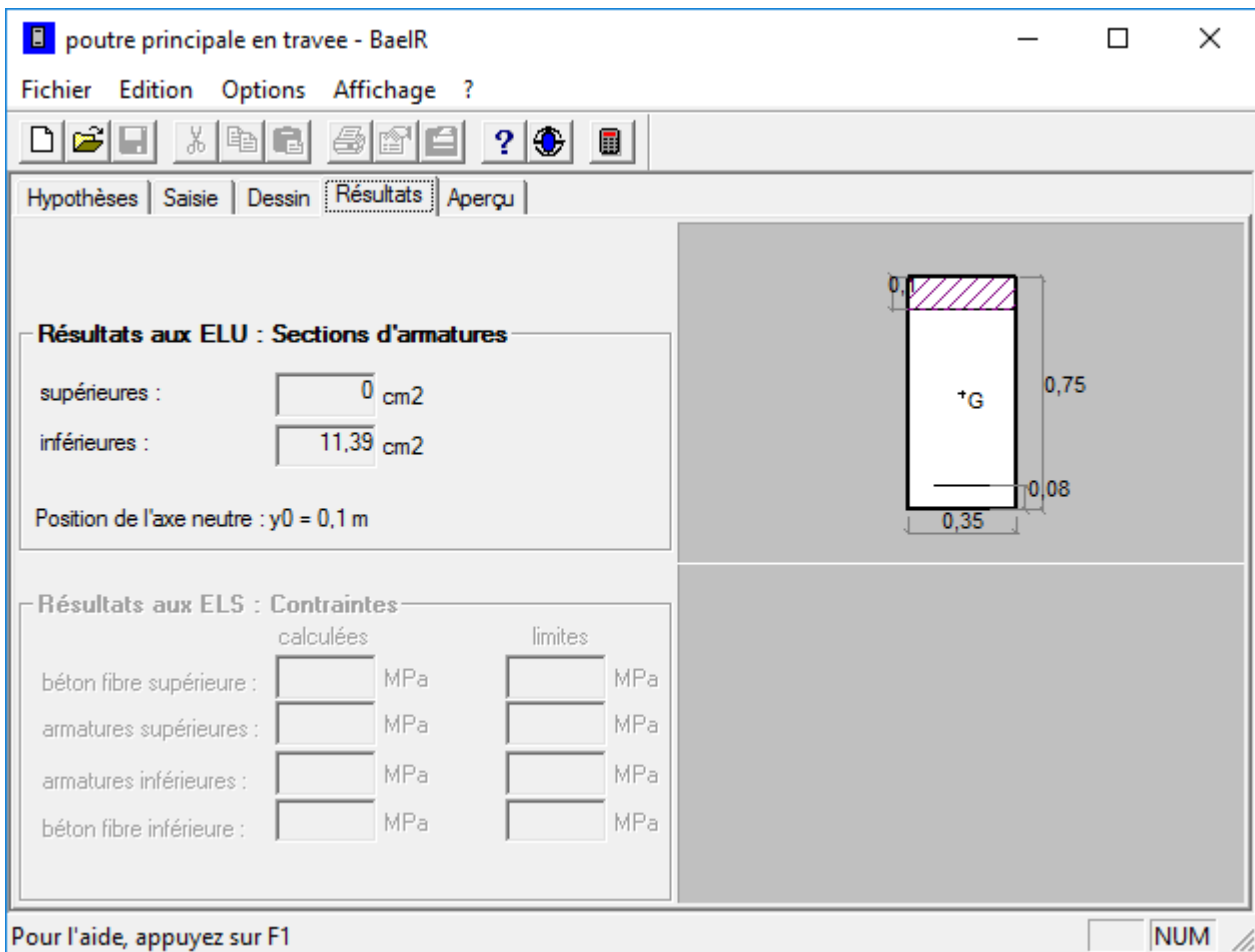 poutre principale en travee - BaelR
Fichier Edition Options Affichage ?
Hypothèses Saisie Dessin Résultats Aperçu
Résultats aux ELU : Sections d'armatures
supérieures : 0 cm2
inférieures : 11,39 cm2
Position de l'axe neutre : y0 = 0,1 m
0,1
0,75
G
0,08
0,35
Résultats aux ELS : Contraintes
calculées limites
béton fibre supérieure : MPa MPa
armatures supérieures : MPa MPa
armatures inférieures : MPa MPa
béton fibre inférieure : MPa MPa
Pour l'aide, appuyez sur F1
NUM